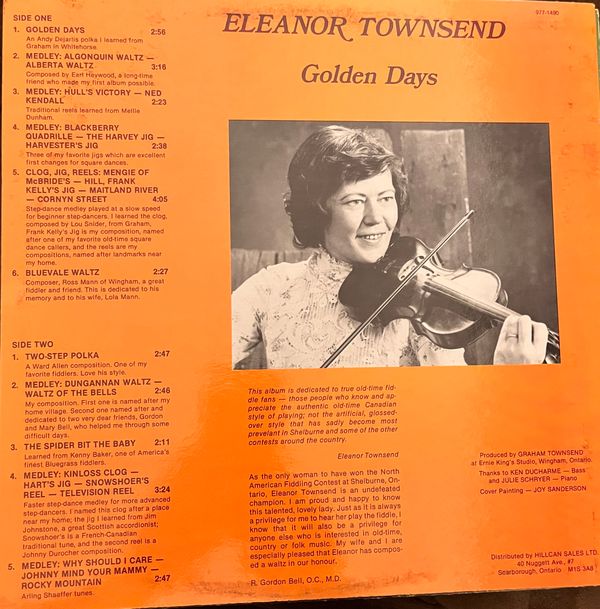 977-1490
ELEANOR TOWNSEND
Golden Days
SIDE ONE
1. GOLDEN DAYS 2:56
An Andy Dejarlis polka I learned from
Graham in Whitehorse.
2. MEDLEY: ALGONQUIN WALTZ —
ALBERTA WALTZ 3:16
Composed by Earl Heywood, a long-time
friend who made my first album possible.
3. MEDLEY: HULL'S VICTORY — NED
KENDALL 2:23
Traditional reels learned from Mellie
Dunham.
4. MEDLEY: BLACKBERRY
QUADRILLE — THE HARVEY JIG —
HARVESTER'S JIG 2:38
Three of my favorite jigs which are excellent
first changes for square dances.
5. CLOG, JIG, REELS: MENGIE OF
McBRIDE'S — HILL, FRANK
KELLY'S JIG — MAITLAND RIVER
— CORNYN STREET 4:05
Step-dance medley played at a slow speed
for beginner step-dancers. I learned the clog,
composed by Lou Snider, from Graham,
Frank Kelly's Jig is my composition, named
after one of my favorite old-time square
dance callers, and the reels are my
compositions, named after landmarks near
my home.
6. BLUEVALE WALTZ 2:27
Composer, Ross Mann of Wingham, a great
fiddler and friend. This is dedicated to his
memory and to his wife, Lola Mann.
SIDE TWO
1. TWO-STEP POLKA 2:47
A Ward Allen composition. One of my
favorite fiddlers. Love his style.
2. MEDLEY: DUNGANNAN WALTZ —
WALTZ OF THE BELLS 2:46
My composition. First one is named after my
home village. Second one named after and
dedicated to two very dear friends, Gordon
and Mary Bell, who helped me through some
difficult days.
3. THE SPIDER BIT THE BABY 2:11
Learned from Kenny Baker, one of America's
finest Bluegrass fiddlers.
4. MEDLEY: KINLOSS CLOG —
HART'S JIG — SNOWSHOER'S
REEL — TELEVISION REEL 3:24
Faster step-dance medley for more advanced
step-dancers. I named this clog after a place
near my home; the jig I learned from Jim
Johnstone, a great Scottish accordionist;
Snowshoer's is a French-Canadian
traditional tune, and the second reel is a
Johnny Durocher composition.
5. MEDLEY: WHY SHOULD I CARE —
JOHNNY MIND YOUR MAMMY —
ROCKY MOUNTAIN 2:47
Arling Shaeffer tunes.
This album is dedicated to true old-time fid-
dle fans — those people who know and ap-
preciate the authentic old-time Canadian
style of playing; not the artificial, glossed-
over style that has sadly become most
prevelant in Shelburne and some of the other
contests around the country.
Eleanor Townsend
As the only woman to have won the North
American Fiddling Contest at Shelburne, On-
tario, Eleanor Townsend is an undefeated
champion. I am proud and happy to know
this talented, lovely lady. Just as it is always
a privilege for me to hear her play the fiddle, I
know that it will also be a privilege for
anyone else who is interested in old-time,
country or folk music. My wife and I are
especially pleased that Eleanor has compos-
ed a waltz in our honour.
R. Gordon Bell, O.C., M.D.
Produced by GRAHAM TOWNSEND
at Ernie King's Studio, Wingham, Ontario.
Thanks to KEN DUCHARME — Bass
and JULIE SCHRYER — Piano
Cover Painting — JOY SANDERSON
Distributed by HILLCAN SALES LTD.
40 Nuggett Ave., #7
Scarborough, Ontario M1S 3A8